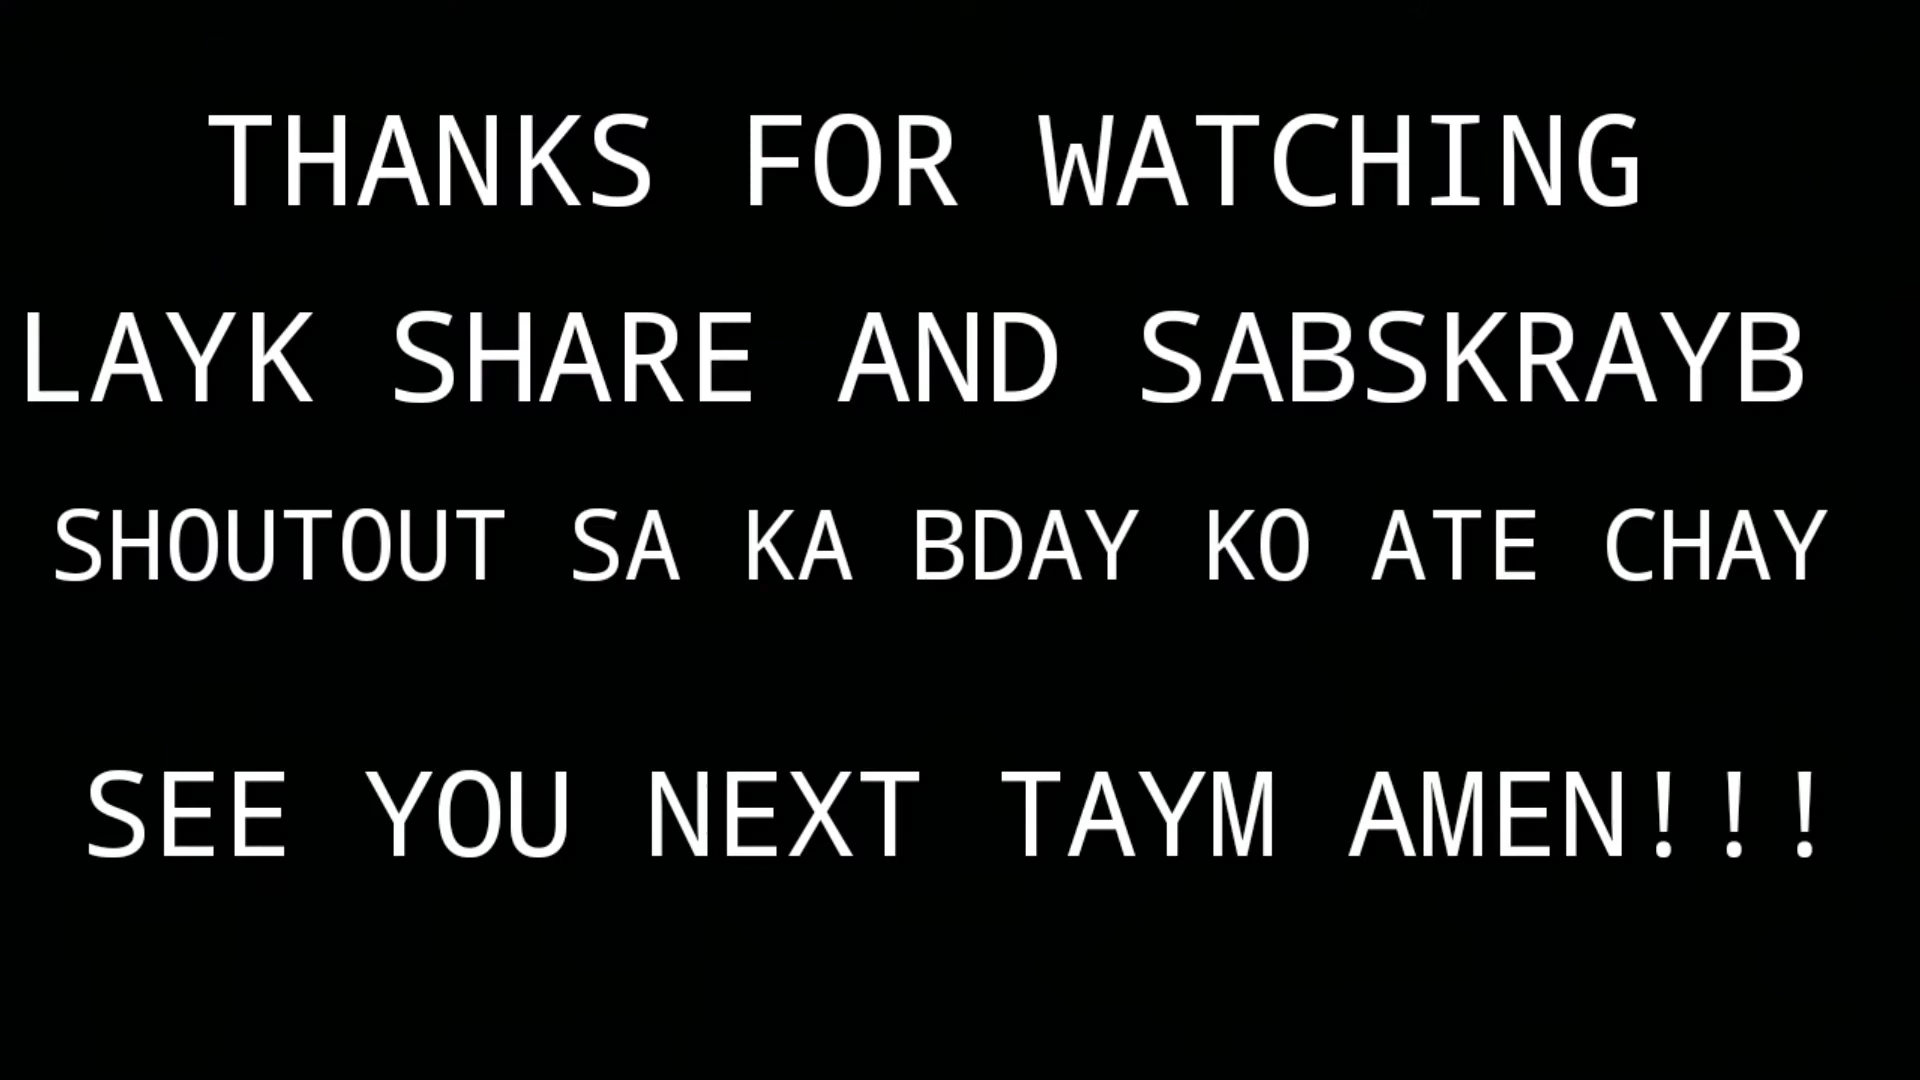 THANKS FOR WATCHING
LAYK SHARE AND SABSKRAYB
SHOUTOUT SA KA BDAY KO ATE CHAY
SEE YOU NEXT TAYM AMEN!!!